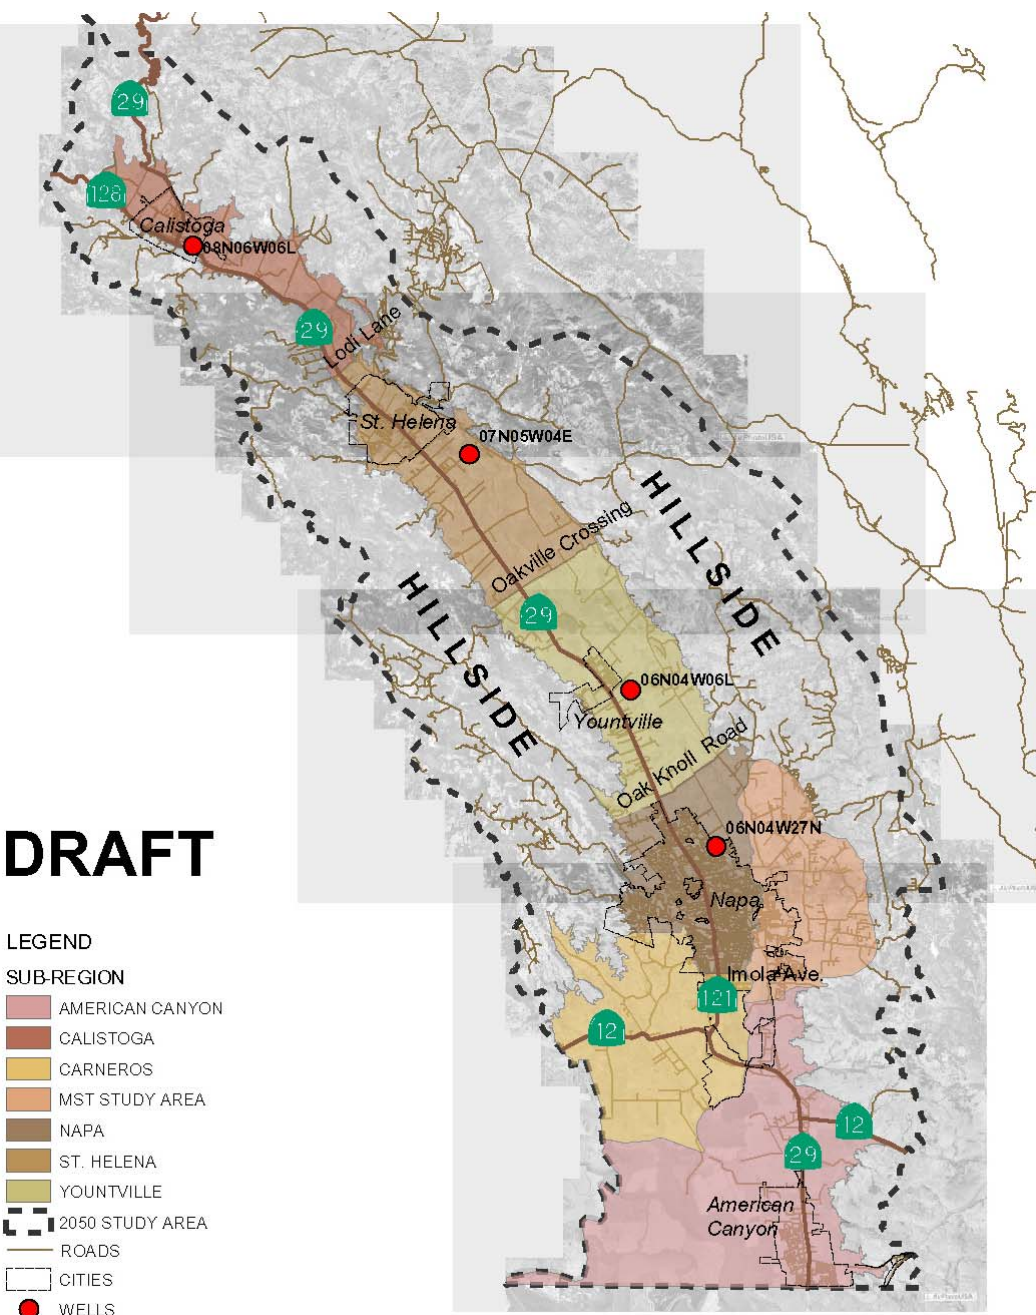 29
128
Calistoga
08N06W06L
29
Lodi Lane
St. Helena
07N05W04E
HILLSIDE
Oakville Crossing
HILLSIDE
29
06N04W06L
Yountville
Oak Knoll Road
06N04W27N
DRAFT
Napa
Imola Ave.
121
12
12
29
American
Canyon
LEGEND
SUB-REGION
AMERICAN CANYON
CALISTOGA
CARNEROS
MST STUDY AREA
NAPA
ST. HELENA
YOUNTVILLE
2050 STUDY AREA
ROADS
CITIES
WELLS